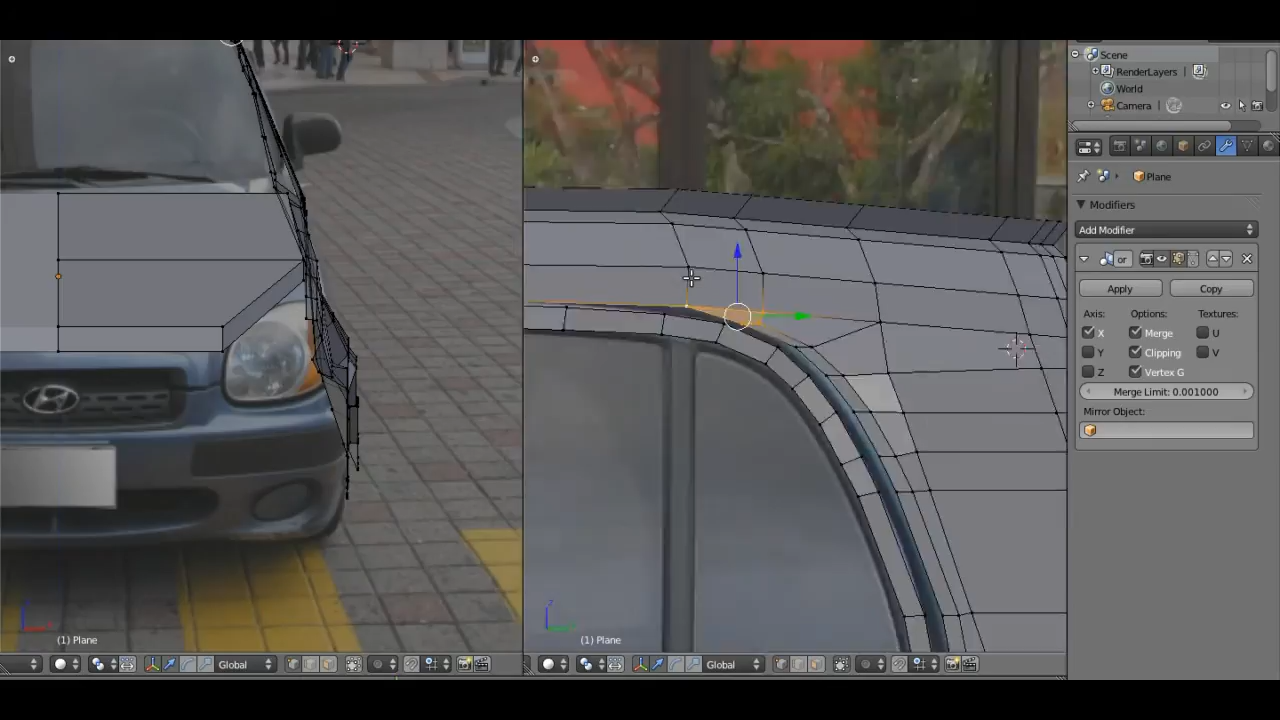 Scene
RenderLayers
World
Camera
Plane
Modifiers
Add Modifier
or
Apply
Copy
Axis:
Options:
Textures:
X
Merge
U
Y
Clipping
V
Z
Vertex G
Merge Limit: 0.001000
Mirror Object:
(1) Plane
(1) Plane
Global
Global